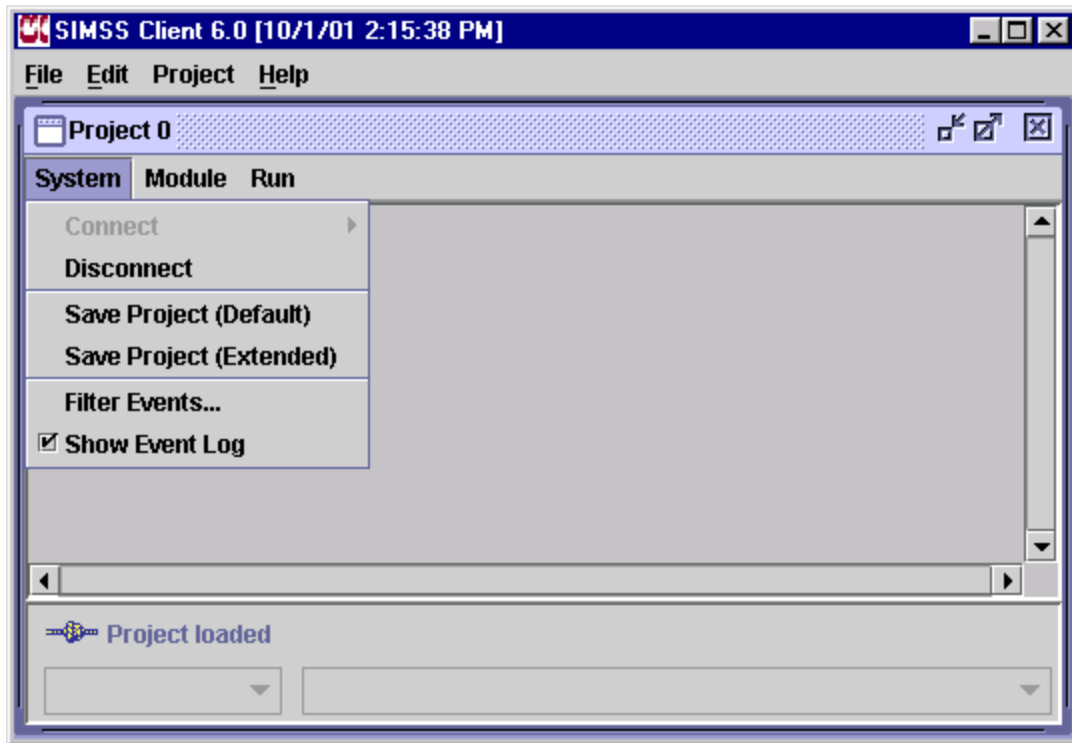 SIMSS Client 6.0 [10/1/01 2:15:38 PM]
File Edit Project Help
Project 0
System Module Run
Connect
Disconnect
Save Project (Default)
Save Project (Extended)
Filter Events...
Show Event Log
Project loaded